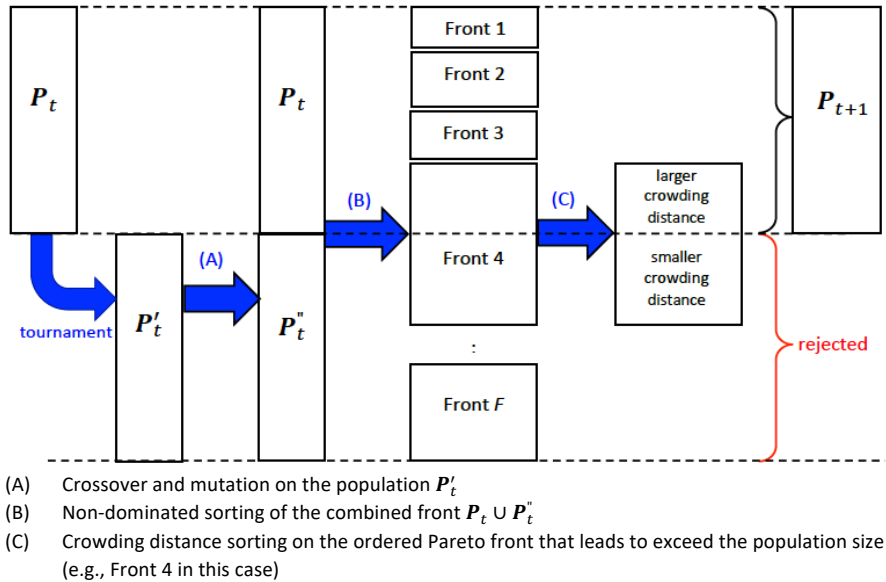 Front 1
P_t
P_t
Front 2
P_{t+1}
Front 3
(B)
(C)
larger
crowding
distance
(A)
Front 4
smaller
crowding
distance
tournament
P'_t
P"_t
:
rejected
Front F
(A) Crossover and mutation on the population P'_t
(B) Non-dominated sorting of the combined front P_t ∪ P"_t
(C) Crowding distance sorting on the ordered Pareto front that leads to exceed the population size
(e.g., Front 4 in this case)